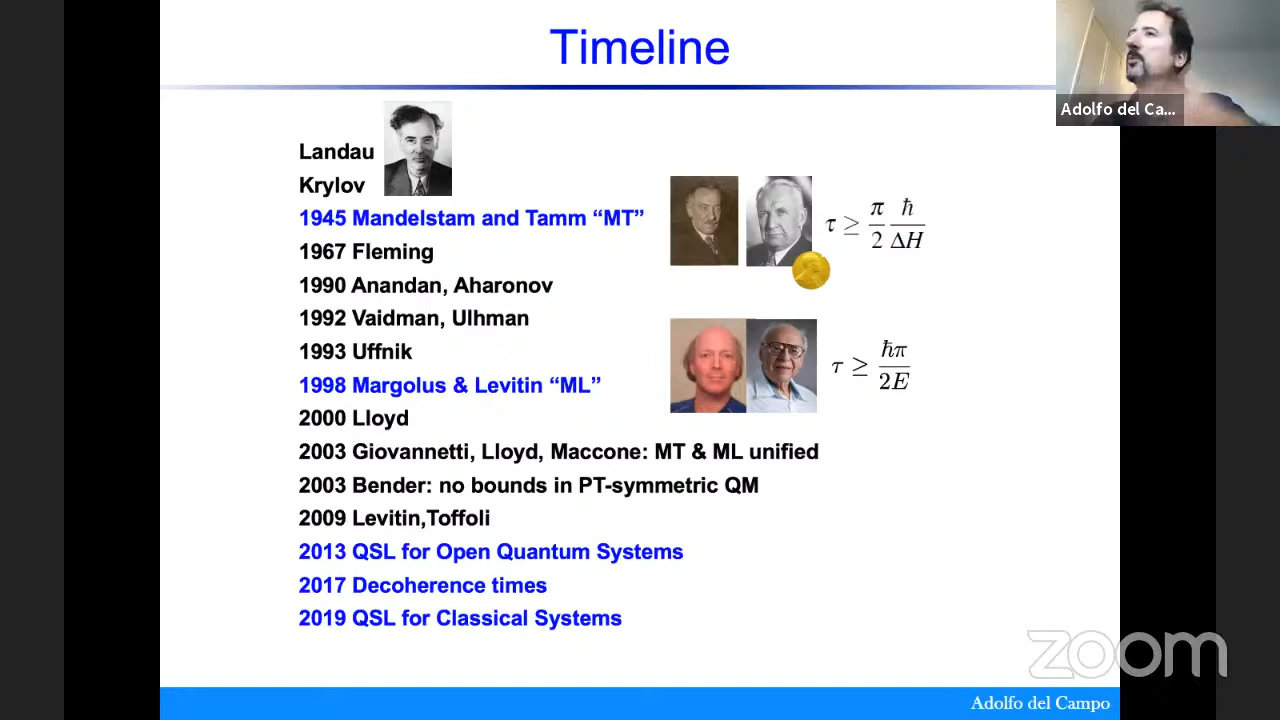 Timeline
Adolfo del Ca...
Landau
Krylov
1945 Mandelstam and Tamm “MT”
τ ≥ π/2 ħ/ΔH
1967 Fleming
1990 Anandan, Aharonov
1992 Vaidman, Ulhman
1993 Uffnik
1998 Margolus & Levitin “ML”
τ ≥ ħπ/2E
2000 Lloyd
2003 Giovannetti, Lloyd, Maccone: MT & ML unified
2003 Bender: no bounds in PT-symmetric QM
2009 Levitin,Toffoli
2013 QSL for Open Quantum Systems
2017 Decoherence times
2019 QSL for Classical Systems
zoom
Adolfo del Campo